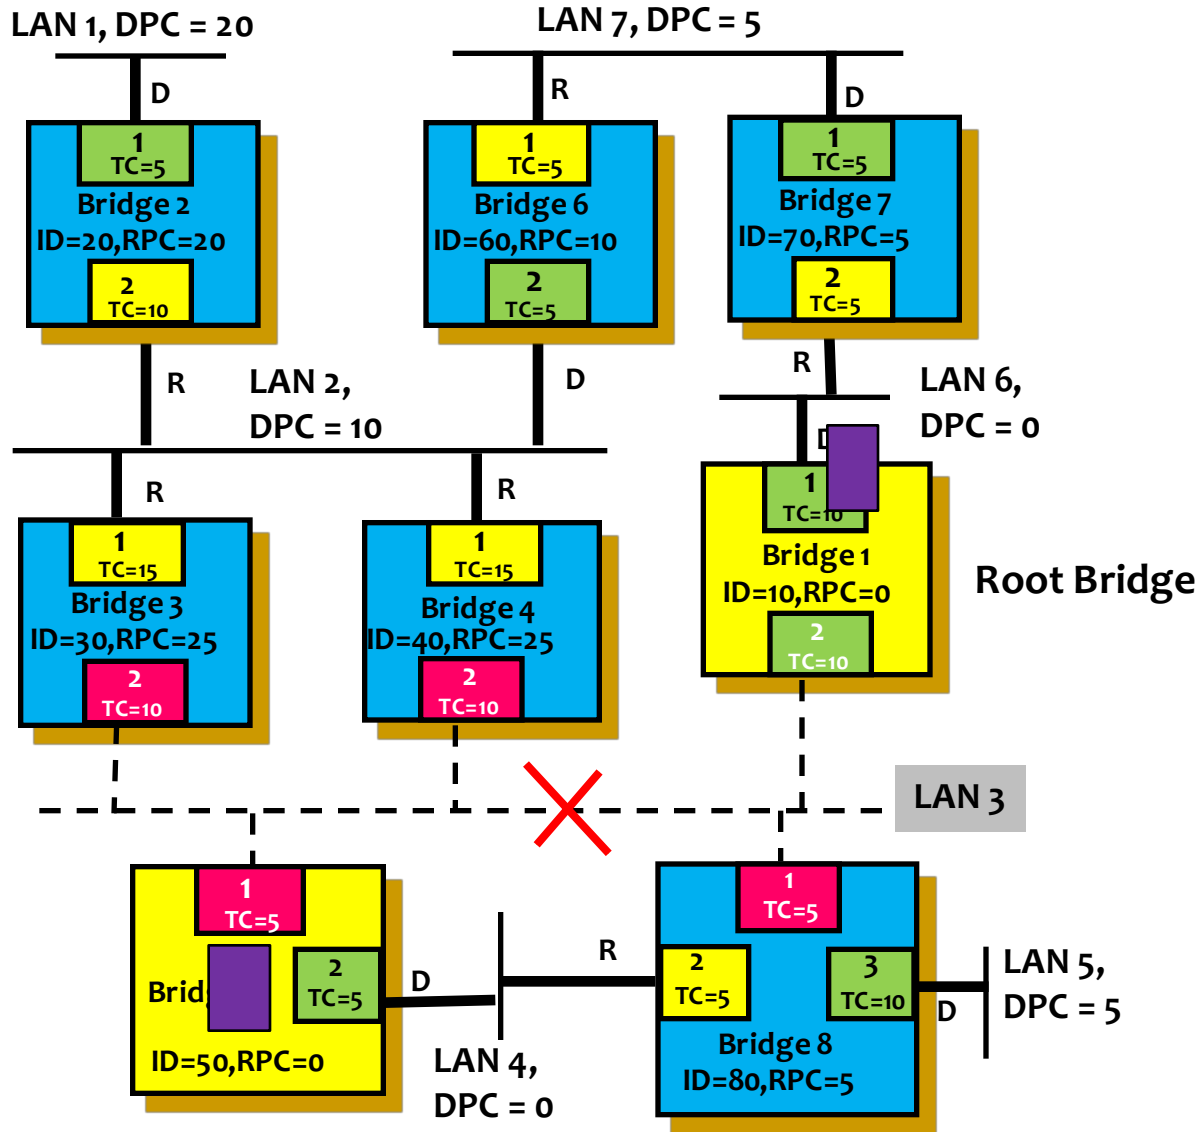 LAN 1, DPC = 20
LAN 7, DPC = 5
D
R
D
1
TC=5
Bridge 2
ID=20,RPC=20
2
TC=10
1
TC=5
Bridge 6
ID=60,RPC=10
2
TC=5
1
TC=5
Bridge 7
ID=70,RPC=5
2
TC=5
R
LAN 2,
DPC = 10
D
R
LAN 6,
DPC = 0
R
R
1
TC=15
Bridge 3
ID=30,RPC=25
2
TC=10
1
TC=15
Bridge 4
ID=40,RPC=25
2
TC=10
1
TC=10
Bridge 1
ID=10,RPC=0
2
TC=10
Root Bridge
LAN 3
1
TC=5
2
TC=5
ID=50,RPC=0
D
LAN 4,
DPC = 0
R
1
TC=5
2
TC=5
3
TC=10
Bridge 8
ID=80,RPC=5
D
LAN 5,
DPC = 5